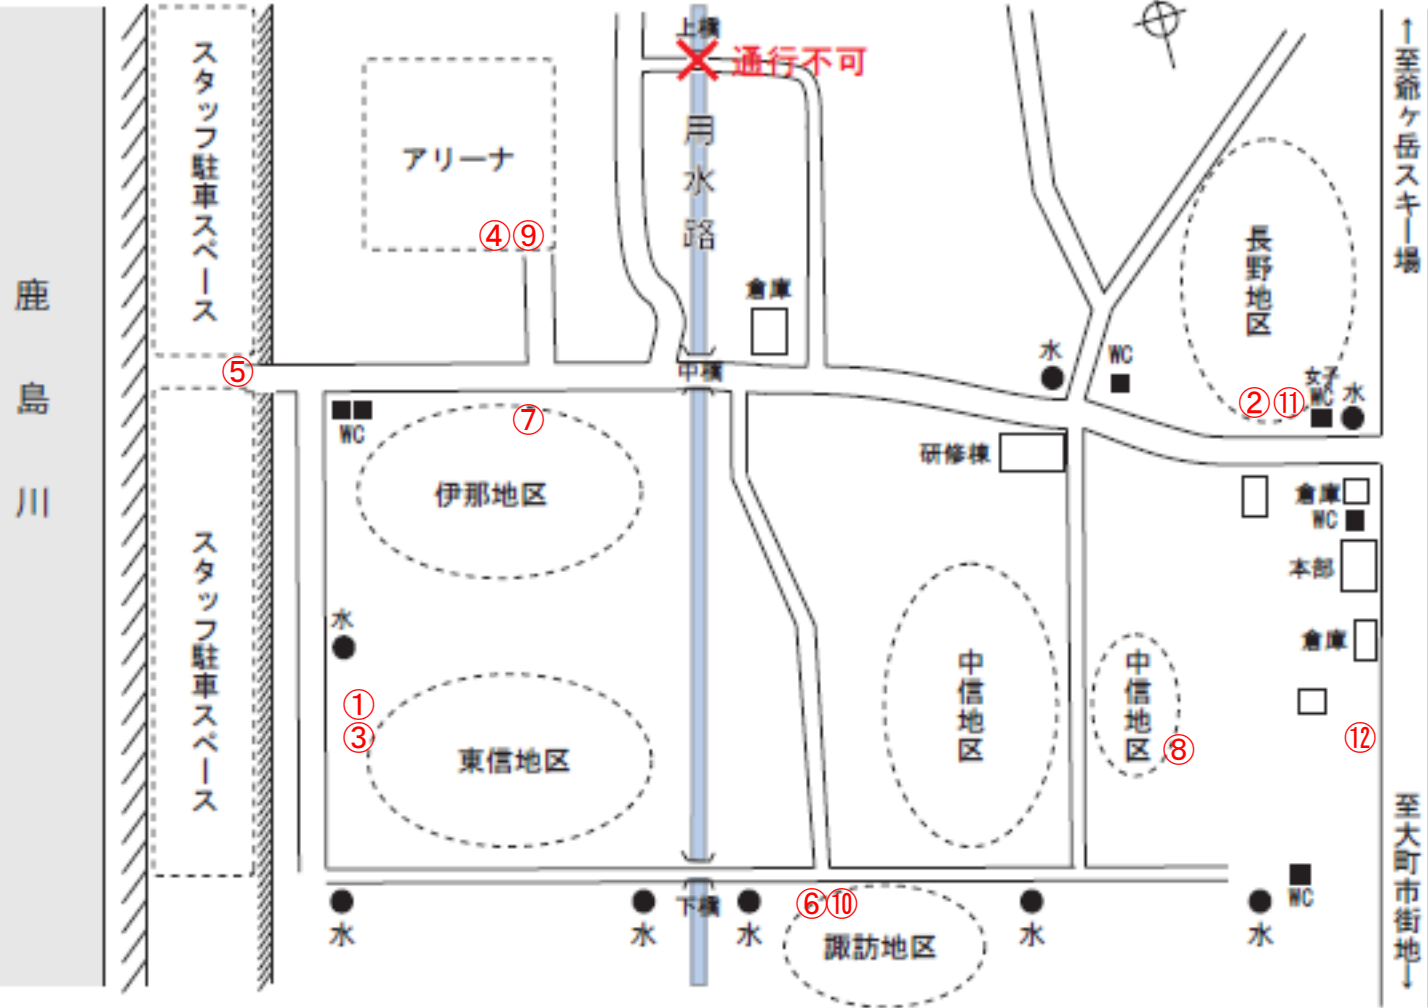 鹿島川
スタッフ駐車スペース
スタッフ駐車スペース
アリーナ
④⑨
⑤
上橋
通行不可
用水路
倉庫
中橋
水
WC
長野地区
女子
WC
水
②⑪
↑至爺ヶ岳スキー場
WC
⑦
伊那地区
研修棟
倉庫
WC
本部
倉庫
水
①
③
東信地区
中信地区
中信地区
⑧
⑫
至大町市街地↓
水
水
下橋
水
⑥⑩
諏訪地区
水
水
WC